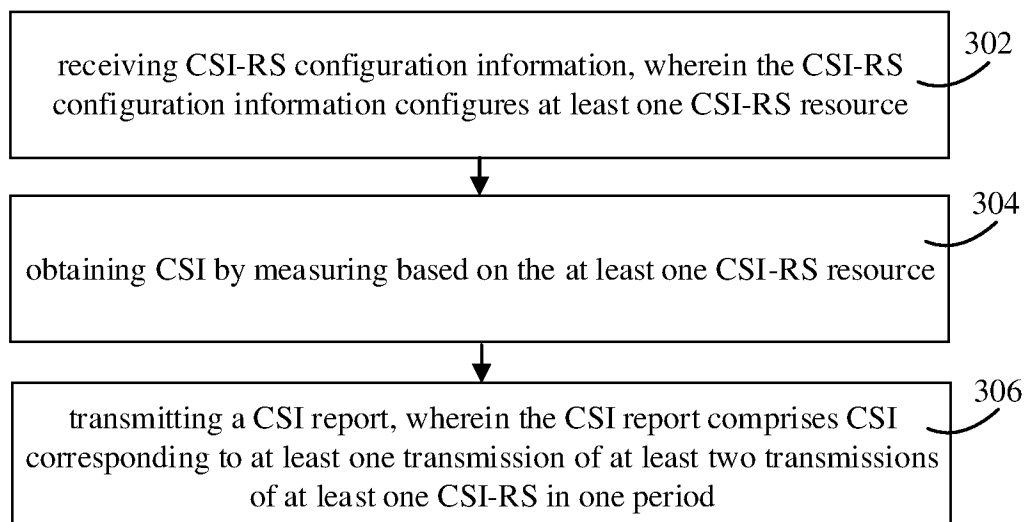 receiving CSI-RS configuration information, wherein the CSI-RS
configuration information configures at least one CSI-RS resource
302
obtaining CSI by measuring based on the at least one CSI-RS resource
304
transmitting a CSI report, wherein the CSI report comprises CSI
corresponding to at least one transmission of at least two transmissions
of at least one CSI-RS in one period
306